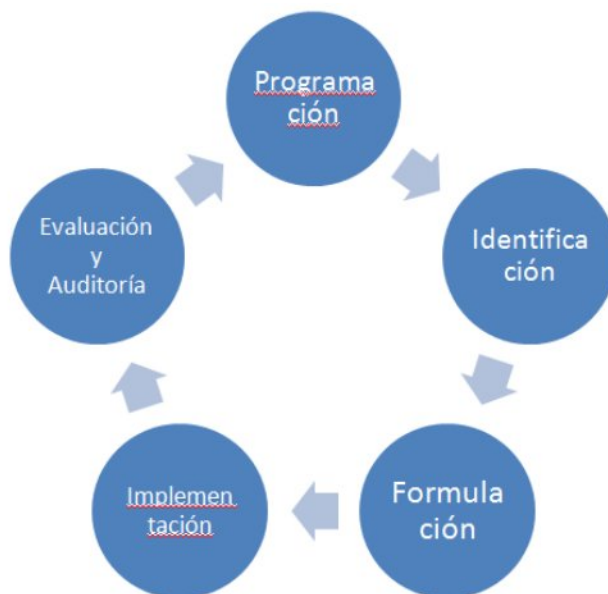 Programa
ción
Identifica
ción
Formula
ción
Implemen
tación
Evaluación
y
Auditoría